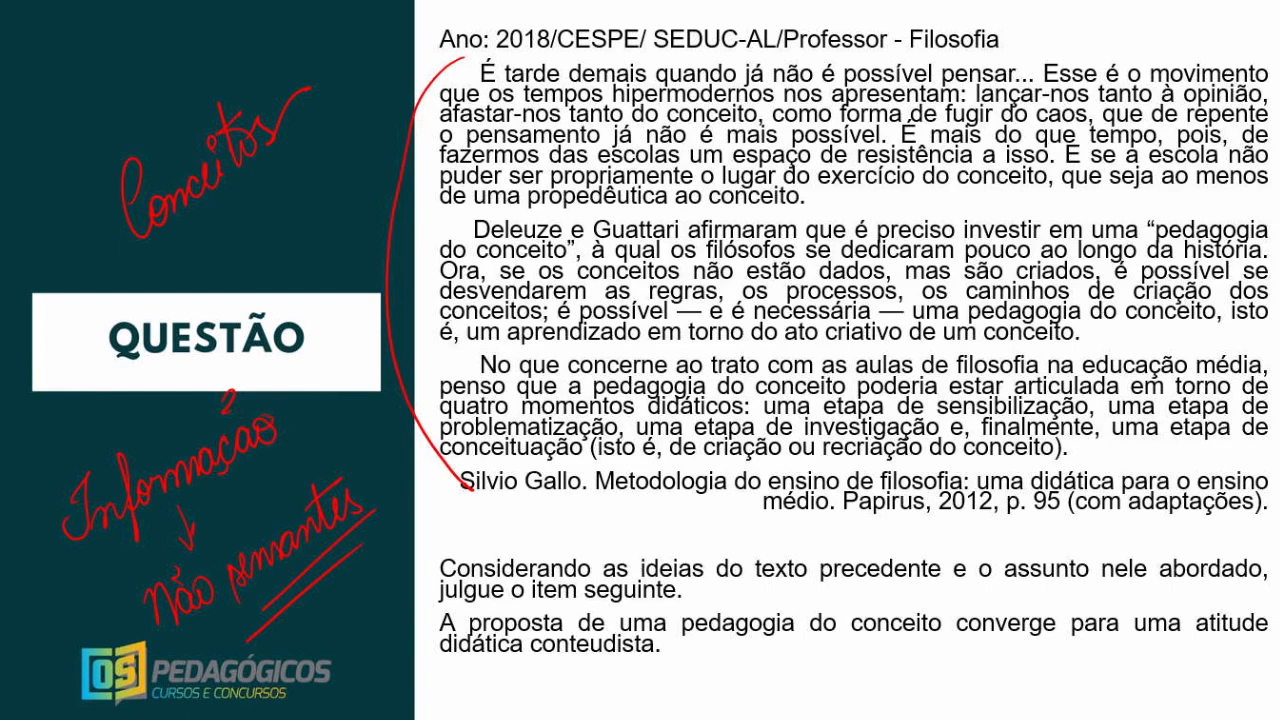 Conceitos
QUESTÃO
Informação
Não pensantes
OS PEDAGÓGICOS
CURSOS E CONCURSOS
Ano: 2018/CESPE/ SEDUC-AL/Professor - Filosofia
É tarde demais quando já não é possível pensar... Esse é o movimento
que os tempos hipermodernos nos apresentam: lançar-nos tanto à opinião,
afastar-nos tanto do conceito, como forma de fugir do caos, que de repente
o pensamento já não é mais possível. É mais do que tempo, pois, de
fazermos das escolas um espaço de resistência a isso. E se a escola não
puder ser propriamente o lugar do exercício do conceito, que seja ao menos
de uma propedêutica ao conceito.
Deleuze e Guattari afirmaram que é preciso investir em uma “pedagogia
do conceito”, à qual os filósofos se dedicaram pouco ao longo da história.
Ora, se os conceitos não estão dados, mas são criados, é possível se
desvendarem as regras, os processos, os caminhos de criação dos
conceitos; é possível — e é necessária — uma pedagogia do conceito, isto
é, um aprendizado em torno do ato criativo de um conceito.
No que concerne ao trato com as aulas de filosofia na educação média,
penso que a pedagogia do conceito poderia estar articulada em torno de
quatro momentos didáticos: uma etapa de sensibilização, uma etapa de
problematização, uma etapa de investigação e, finalmente, uma etapa de
conceituação (isto é, de criação ou recriação do conceito).
Silvio Gallo. Metodologia do ensino de filosofia: uma didática para o ensino
médio. Papirus, 2012, p. 95 (com adaptações).
Considerando as ideias do texto precedente e o assunto nele abordado,
julgue o item seguinte.
A proposta de uma pedagogia do conceito converge para uma atitude
didática conteudista.